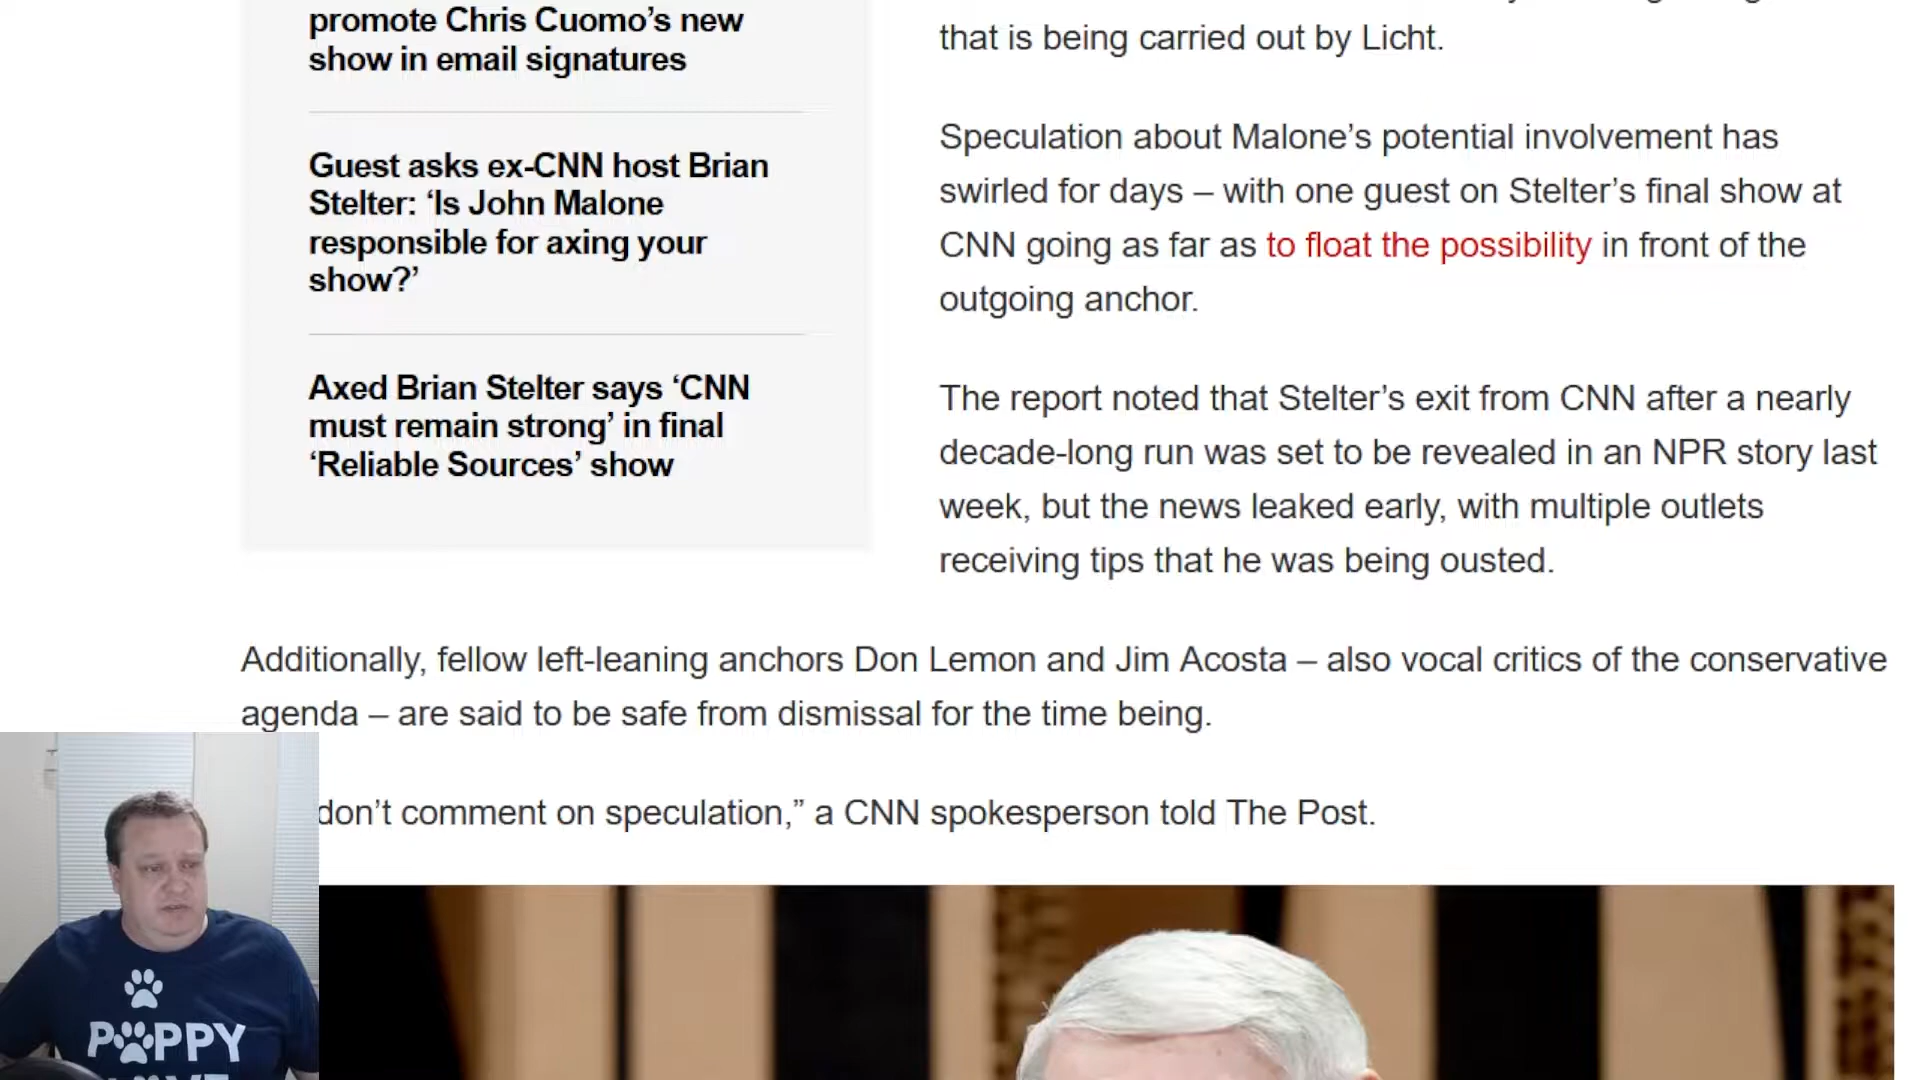 promote Chris Cuomo’s new
show in email signatures
Guest asks ex-CNN host Brian
Stelter: ‘Is John Malone
responsible for axing your
show?’
Axed Brian Stelter says ‘CNN
must remain strong’ in final
‘Reliable Sources’ show
that is being carried out by Licht.
Speculation about Malone’s potential involvement has
swirled for days – with one guest on Stelter’s final show at
CNN going as far as to float the possibility in front of the
outgoing anchor.
The report noted that Stelter’s exit from CNN after a nearly
decade-long run was set to be revealed in an NPR story last
week, but the news leaked early, with multiple outlets
receiving tips that he was being ousted.
Additionally, fellow left-leaning anchors Don Lemon and Jim Acosta – also vocal critics of the conservative
agenda – are said to be safe from dismissal for the time being.
don’t comment on speculation,” a CNN spokesperson told The Post.
PUPPY